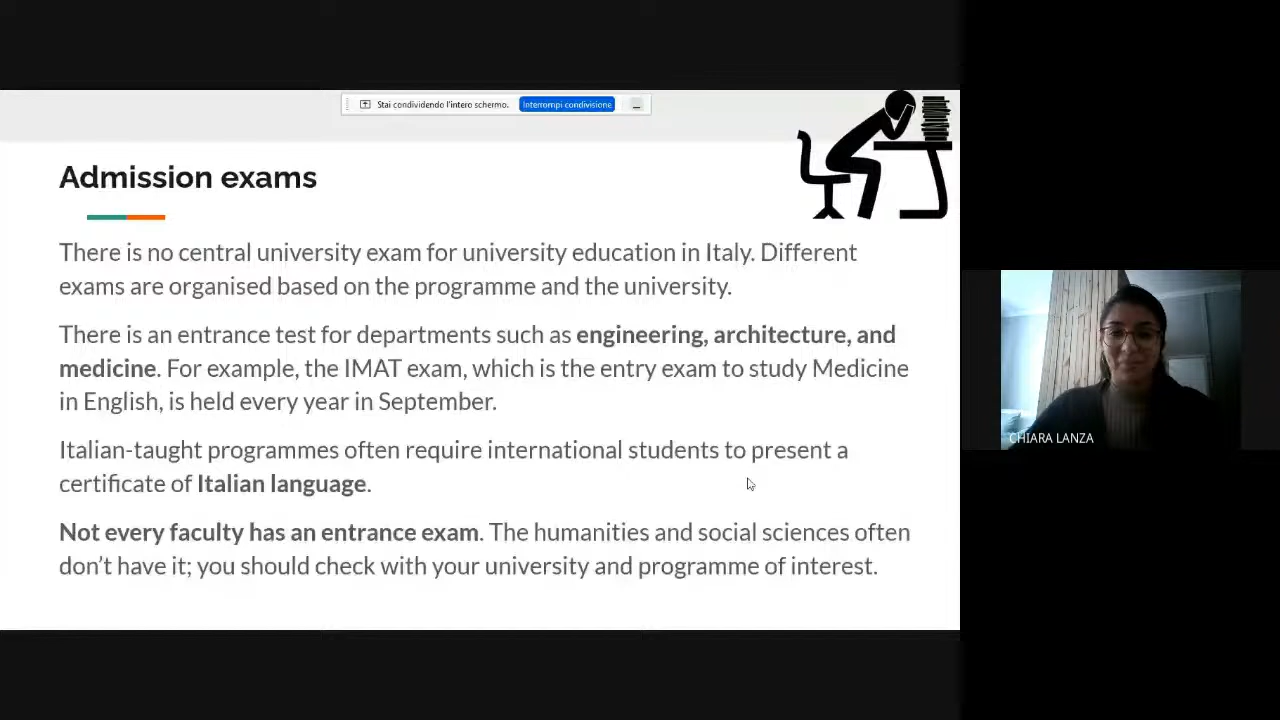 Stai condividendo l'intero schermo. Interrompi condivisione
Admission exams
There is no central university exam for university education in Italy. Different
exams are organised based on the programme and the university.
There is an entrance test for departments such as engineering, architecture, and
medicine. For example, the IMAT exam, which is the entry exam to study Medicine
in English, is held every year in September.
Italian-taught programmes often require international students to present a
certificate of Italian language.
Not every faculty has an entrance exam. The humanities and social sciences often
don't have it; you should check with your university and programme of interest.
CHIARA LANZA